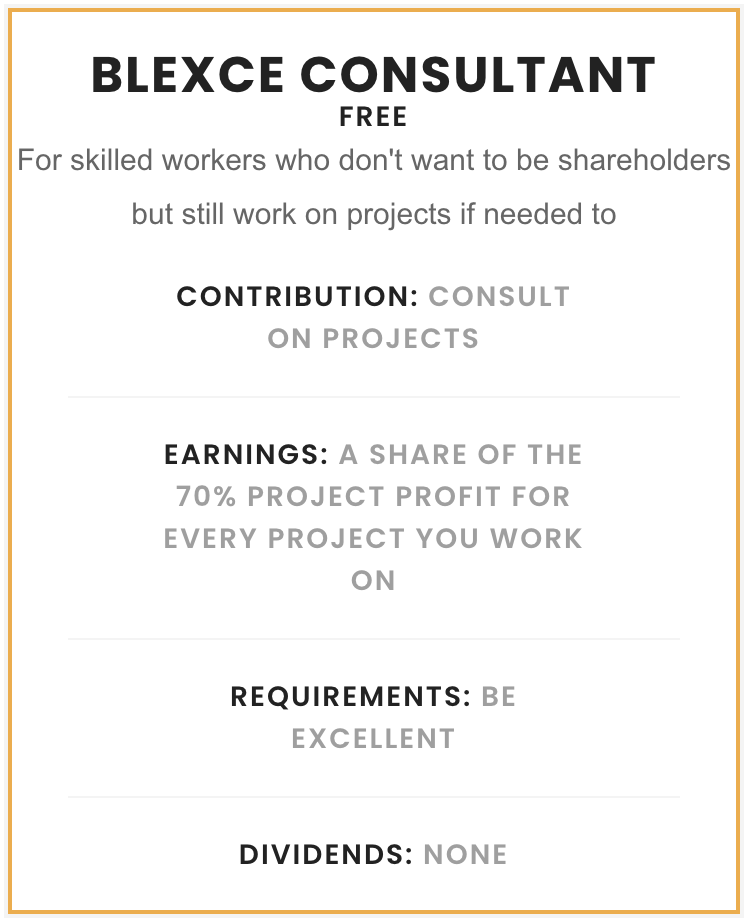 BLEXCE CONSULTANT
FREE
For skilled workers who don't want to be shareholders
but still work on projects if needed to
CONTRIBUTION: CONSULT
ON PROJECTS
EARNINGS: A SHARE OF THE
70% PROJECT PROFIT FOR
EVERY PROJECT YOU WORK
ON
REQUIREMENTS: BE
EXCELLENT
DIVIDENDS: NONE